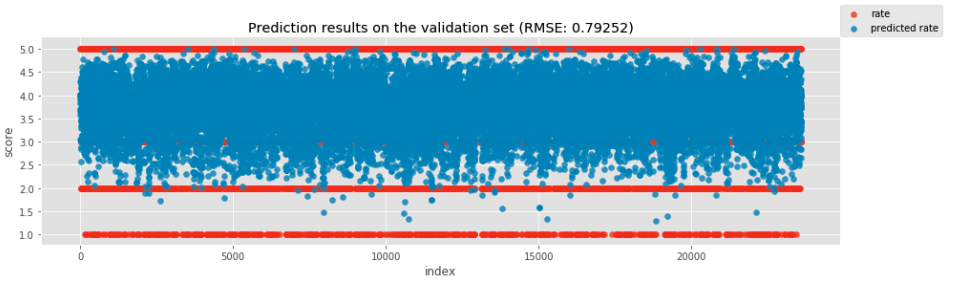 rate
predicted rate
Prediction results on the validation set (RMSE: 0.79252)
5.0
4.5
4.0
3.5
3.0
2.5
2.0
1.5
1.0
score
0 5000 10000 15000 20000
index